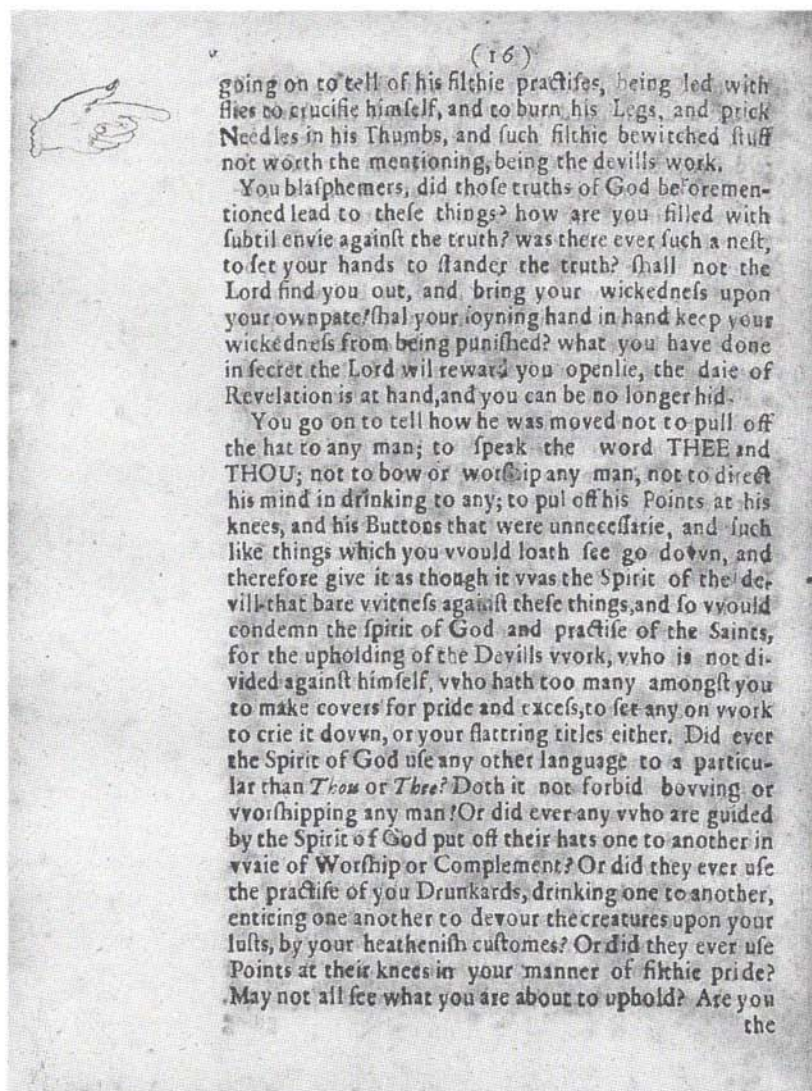 (16)
going on to tell of his filthie practiſes, being led with
flies to crucifie himſelf, and to burn his Legs, and prick
Needles in his Thumbs, and ſuch filthie bewitched ſtuff
not worth the mentioning, being the devills work.
You blaſphemers, did thoſe truths of God beforemen-
tioned lead to theſe things? how are you filled with
ſubtil envie againſt the truth? was there ever ſuch a neſt,
to ſet your hands to ſlander the truth? ſhall not the
Lord find you out, and bring your wickedneſs upon
your ownpate? ſhal your ioyning hand in hand keep your
wickedneſs from being puniſhed? what you have done
in ſecret the Lord wil reward you openlie, the daie of
Revelation is at hand,and you can be no longer hid.
You go on to tell how he was moved not to pull off
the hat to any man; to ſpeak the word THEE and
THOU; not to bow or worſhip any man, not to direct
his mind in drinking to any; to pul off his Points at his
knees, and his Buttons that were unneceſſarie, and ſuch
like things which you vvould loath ſee go dovvn, and
therefore give it as though it vvas the Spirit of the de-
vill that bare vvitneſs againſt theſe things,and ſo vvould
condemn the ſpirit of God and practiſe of the Saints,
for the upholding of the Devills vvork, vvho is not di-
vided againſt himſelf, vvho hath too many amongſt you
to make covers for pride and exceſs,to ſet any on vvork
to crie it dovvn, or your flattring titles either. Did ever
the Spirit of God uſe any other language to a particu-
lar than Thou or Thee? Doth it not forbid bovving or
vvorſhipping any man? Or did ever any vvho are guided
by the Spirit of God put off their hats one to another in
vvaie of Worſhip or Complement? Or did they ever uſe
the practiſe of you Drunkards, drinking one to another,
enticing one another to devour the creatures upon your
luſts, by your heatheniſh cuſtomes? Or did they ever uſe
Points at their knees in your manner of filthie pride?
May not all ſee what you are about to uphold? Are you
the